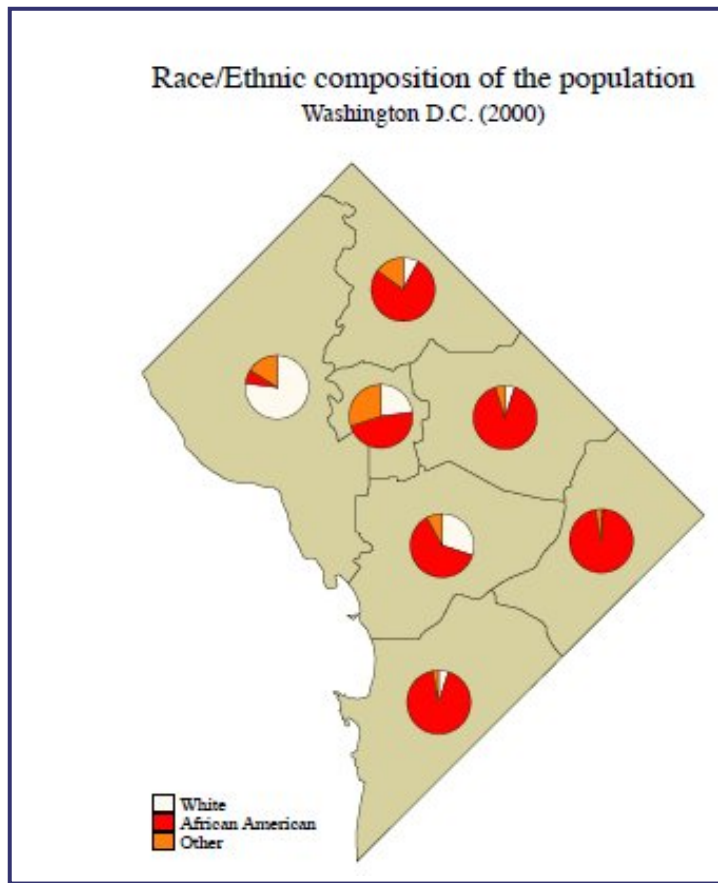 Race/Ethnic composition of the population
Washington D.C. (2000)
White
African American
Other